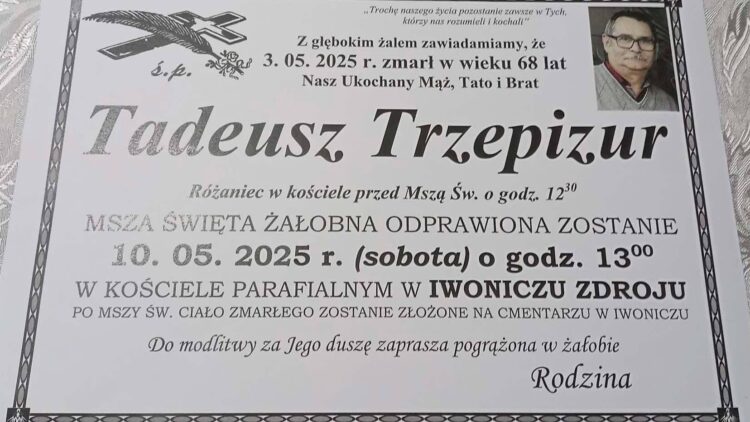 „Trochę naszego życia pozostanie zawsze w Tych,
którzy nas rozumieli i kochali"
Z głębokim żalem zawiadamiamy, że
ś.p.
3. 05. 2025 r. zmarł w wieku 68 lat
Nasz Ukochany Mąż, Tato i Brat
Tadeusz Trzepizur
Różaniec w kościele przed Mszą Św. o godz. 12³⁰
MSZA ŚWIĘTA ŻAŁOBNA ODPRAWIONA ZOSTANIE
10. 05. 2025 r. (sobota) o godz. 13⁰⁰
W KOŚCIELE PARAFIALNYM W IWONICZU ZDROJU
PO MSZY ŚW. CIAŁO ZMARŁEGO ZOSTANIE ZŁOŻONE NA CMENTARZU W IWONICZU
Do modlitwy za Jego duszę zaprasza pogrążona w żałobie
Rodzina